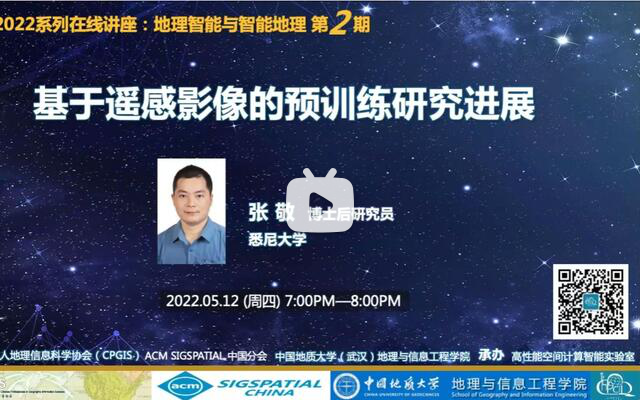 2022系列在线讲座：地理智能与智能地理 第2期
基于遥感影像的预训练研究进展
张 敬 博士后研究员
悉尼大学
2022.05.12 (周四) 7:00PM—8:00PM
人地理信息科学协会（CPGIS） ACM SIGSPATIAL 中国分会 中国地质大学（武汉）地理与信息工程学院 承办 高性能空间计算智能实验室
acm SIGSPATIAL CHINA
中国地质大学 地理与信息工程学院
CHINA UNIVERSITY OF GEOSCIENCES School of Geography and Information Engineering